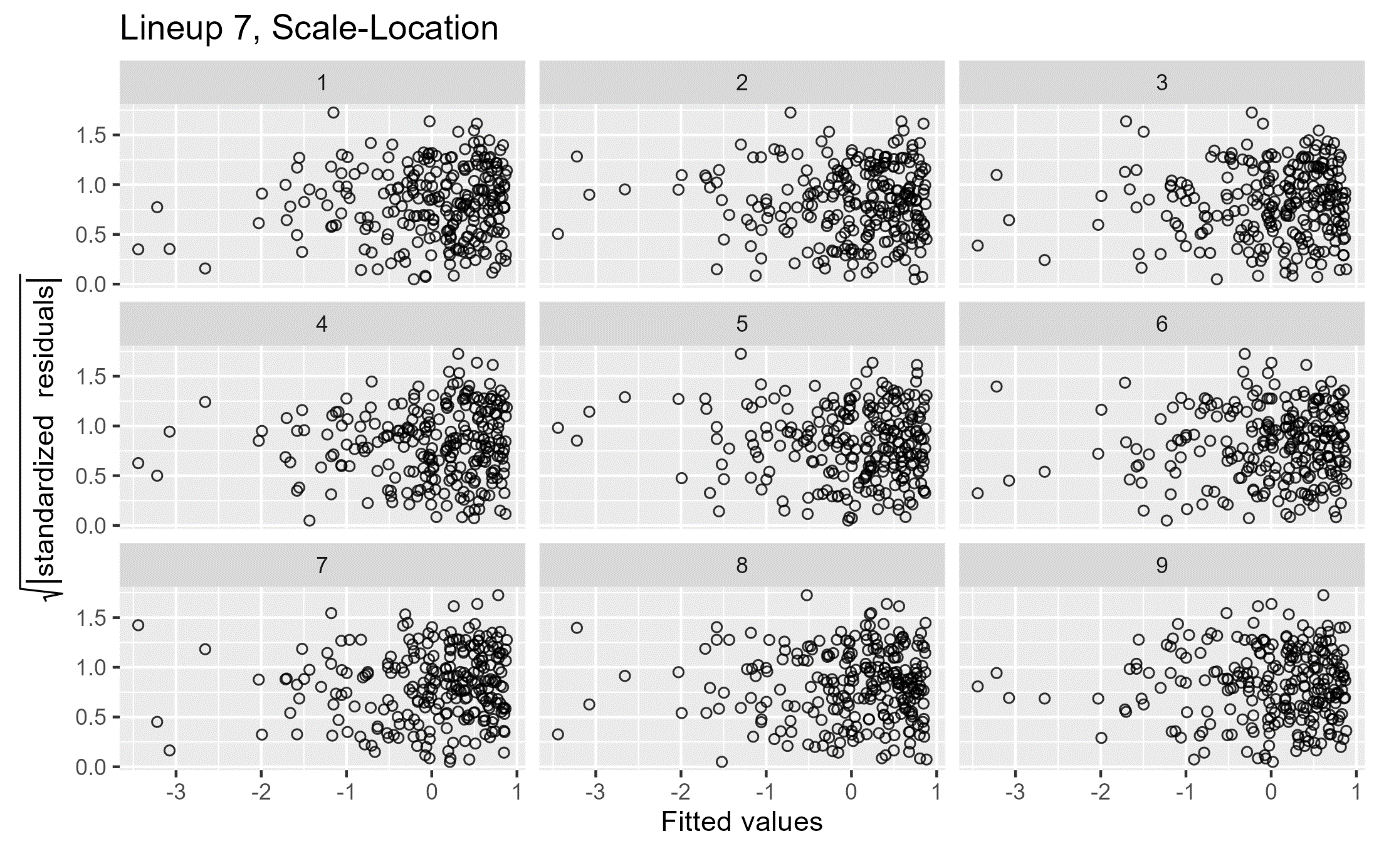 Lineup 7, Scale-Location
1 2 3
1.5
1.0
0.5
0.0
4 5 6
1.5
1.0
0.5
0.0
7 8 9
1.5
1.0
0.5
0.0
-3 -2 -1 0 1 -3 -2 -1 0 1 -3 -2 -1 0 1
Fitted values
√|standardized residuals|